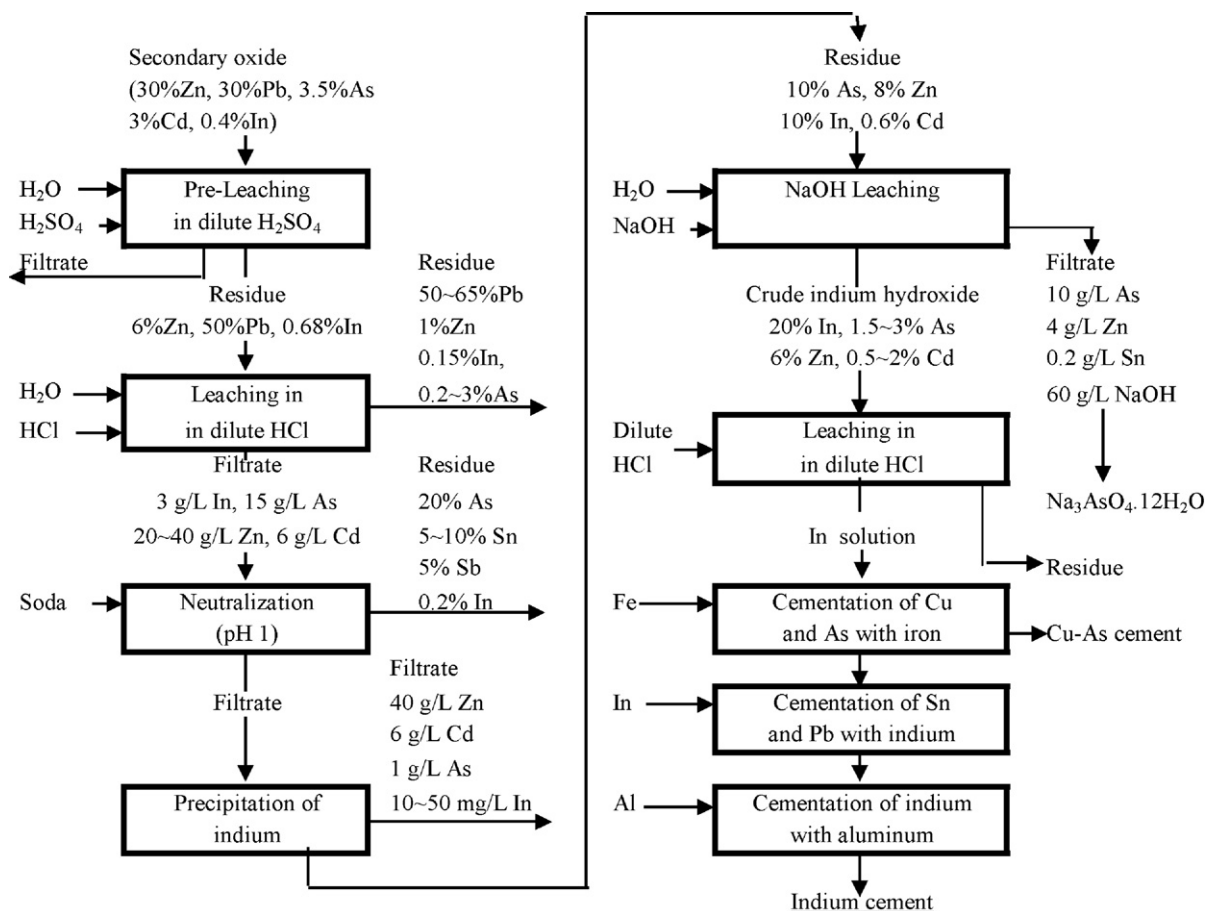 Secondary oxide
(30%Zn, 30%Pb, 3.5%As
3%Cd, 0.4%In)
H₂O
H₂SO₄
Pre-Leaching
in dilute H₂SO₄
Filtrate
Residue
6%Zn, 50%Pb, 0.68%In
Residue
50~65%Pb
1%Zn
0.15%In,
0.2~3%As
H₂O
HCl
Leaching in
in dilute HCl
Filtrate
3 g/L In, 15 g/L As
20~40 g/L Zn, 6 g/L Cd
Residue
20% As
5~10% Sn
5% Sb
0.2% In
Soda
Neutralization
(pH 1)
Filtrate
Filtrate
40 g/L Zn
6 g/L Cd
1 g/L As
10~50 mg/L In
Precipitation of
indium
Residue
10% As, 8% Zn
10% In, 0.6% Cd
H₂O
NaOH
NaOH Leaching
Crude indium hydroxide
20% In, 1.5~3% As
6% Zn, 0.5~2% Cd
Filtrate
10 g/L As
4 g/L Zn
0.2 g/L Sn
60 g/L NaOH
Na₃AsO₄.12H₂O
Dilute
HCl
Leaching in
in dilute HCl
In solution
Residue
Fe
Cementation of Cu
and As with iron
Cu-As cement
In
Cementation of Sn
and Pb with indium
Al
Cementation of indium
with aluminum
Indium cement